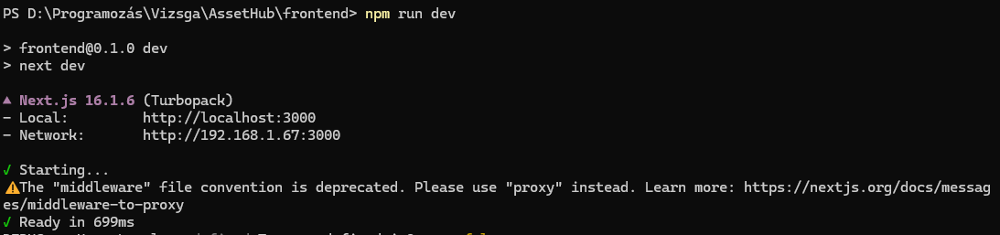 PS D:\Programozás\Vizsga\AssetHub\frontend> npm run dev
> frontend@0.1.0 dev
> next dev
▲ Next.js 16.1.6 (Turbopack)
- Local: http://localhost:3000
- Network: http://192.168.1.67:3000
✓ Starting...
⚠The "middleware" file convention is deprecated. Please use "proxy" instead. Learn more: https://nextjs.org/docs/messag
es/middleware-to-proxy
✓ Ready in 699ms